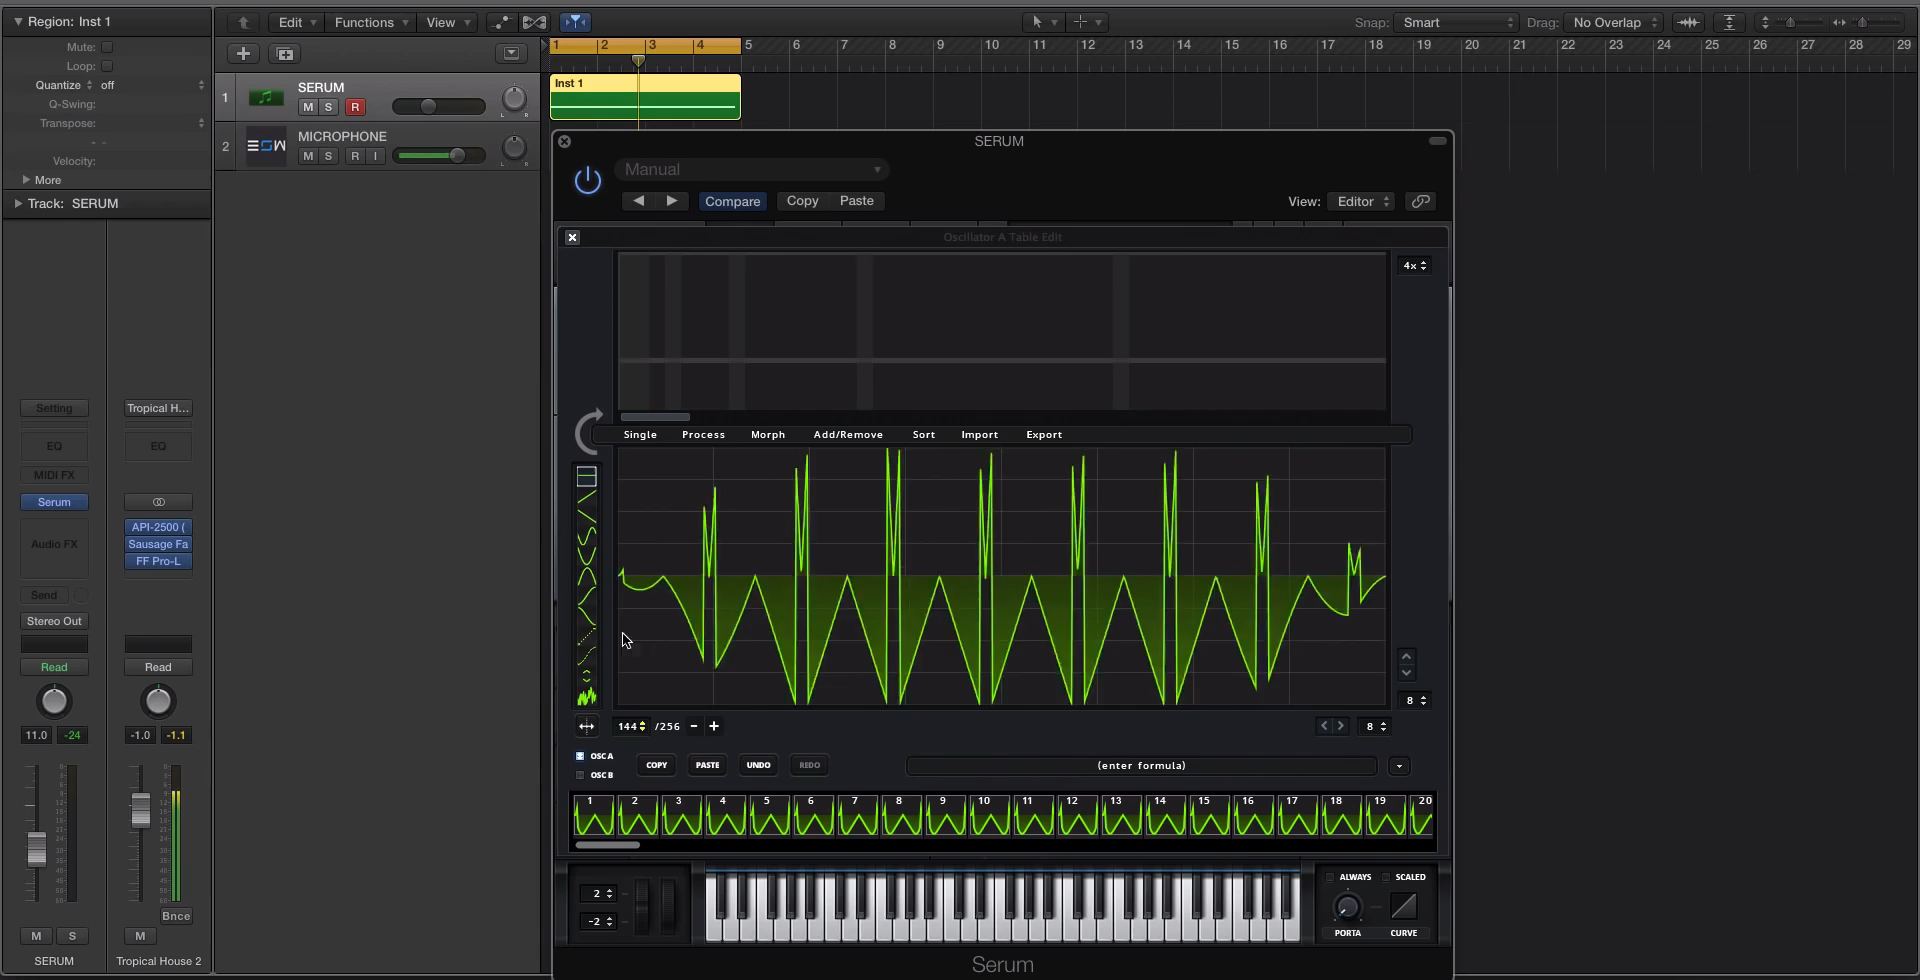 Region: Inst 1
Edit Functions View
Snap: Smart Drag: No Overlap
Mute:
Loop:
Quantize off
Q-Swing:
Transpose:
Velocity:
More
Track: SERUM
1 2 3 4 5 6 7 8 9 10 11 12 13 14 15 16 17 18 19 20 21 22 23 24 25 26 27 28 29
1 SERUM
M S R
L R
Inst 1
2 MICROPHONE
M S R I
L R
SERUM
Manual
Compare Copy Paste
View: Editor
Oscillator A Table Edit
4x
Single Process Morph Add/Remove Sort Import Export
8
144 /256 - +
8
OSC A
OSC B
COPY PASTE UNDO REDO
(enter formula)
1 2 3 4 5 6 7 8 9 10 11 12 13 14 15 16 17 18 19 20
2
-2
ALWAYS SCALED
PORTA CURVE
Serum
Setting Tropical H...
EQ EQ
MIDI FX
Serum
Audio FX
API-2500 (
Sausage Fa
FF Pro-L
Send
Stereo Out
Read Read
11.0 -24 -1.0 -1.1
Bnce
M S M
SERUM Tropical House 2